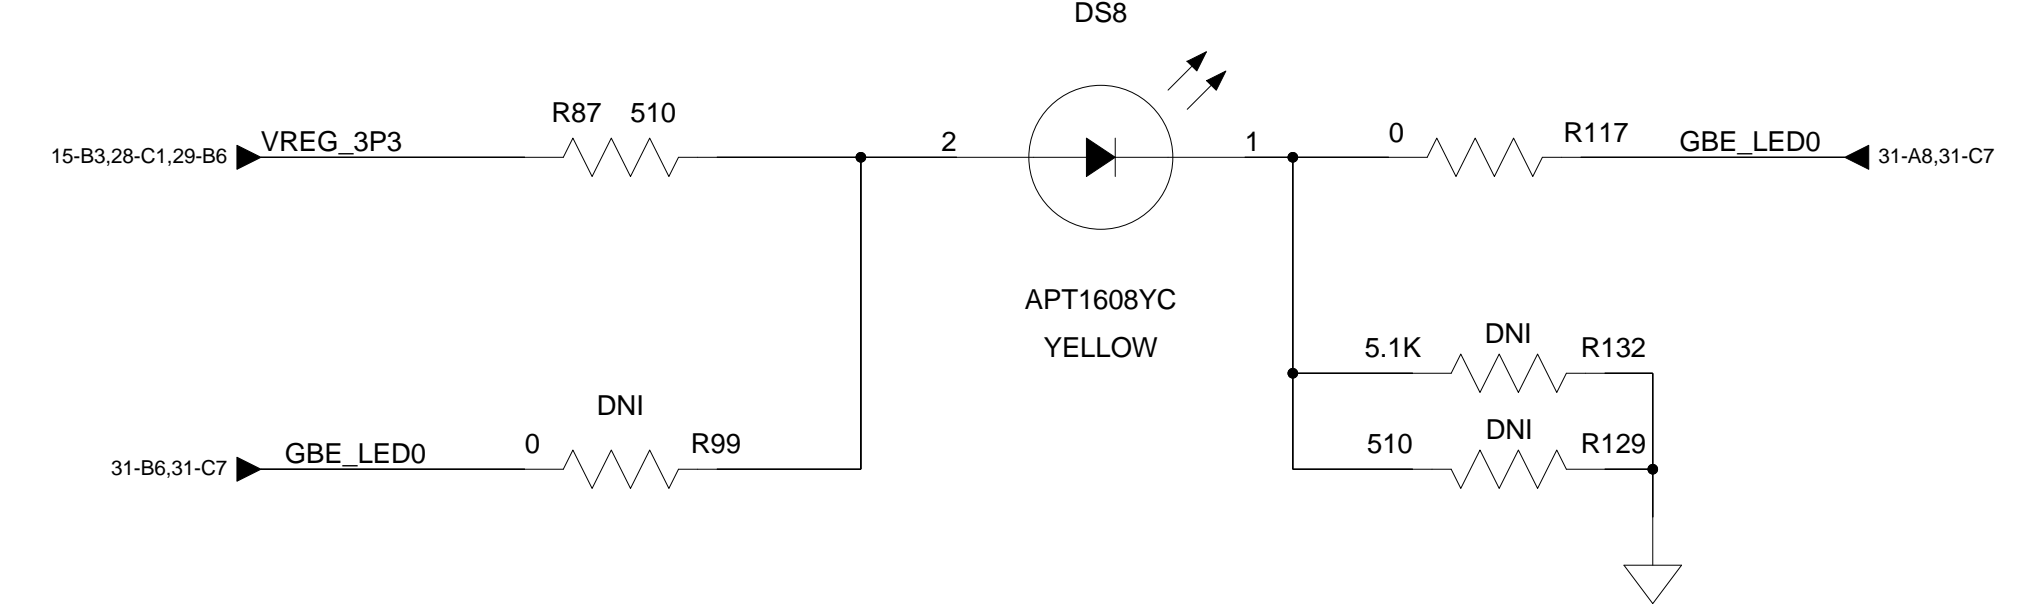 DS8
R87 510
15-B3,28-C1,29-B6 VREG_3P3 2 1 0 R117 GBE_LED0 31-A8,31-C7
APT1608YC
YELLOW
DNI
5.1K R132
DNI
DNI
31-B6,31-C7 GBE_LED0 0 R99 510 R129